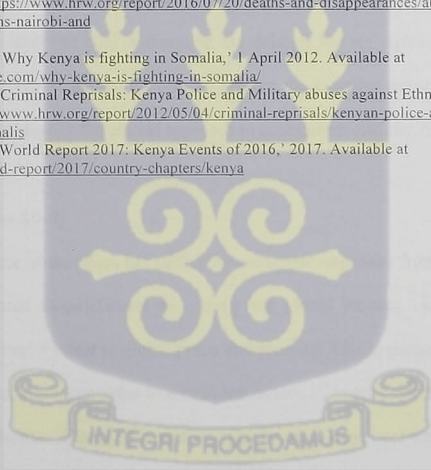 ps://www.hrw.org/report/2016/07/20/deaths-and-disappearances/a
ns-nairobi-and
Why Kenya is fighting in Somalia,’ 1 April 2012. Available at
e.com/why-kenya-is-fighting-in-somalia/
Criminal Reprisals: Kenya Police and Military abuses against Ethn
www.hrw.org/report/2012/05/04/criminal-reprisals/kenyan-police-a
nalis
World Report 2017: Kenya Events of 2016,’ 2017. Available at
d-report/2017/country-chapters/kenya
INTEGRI PROCEDAMUS